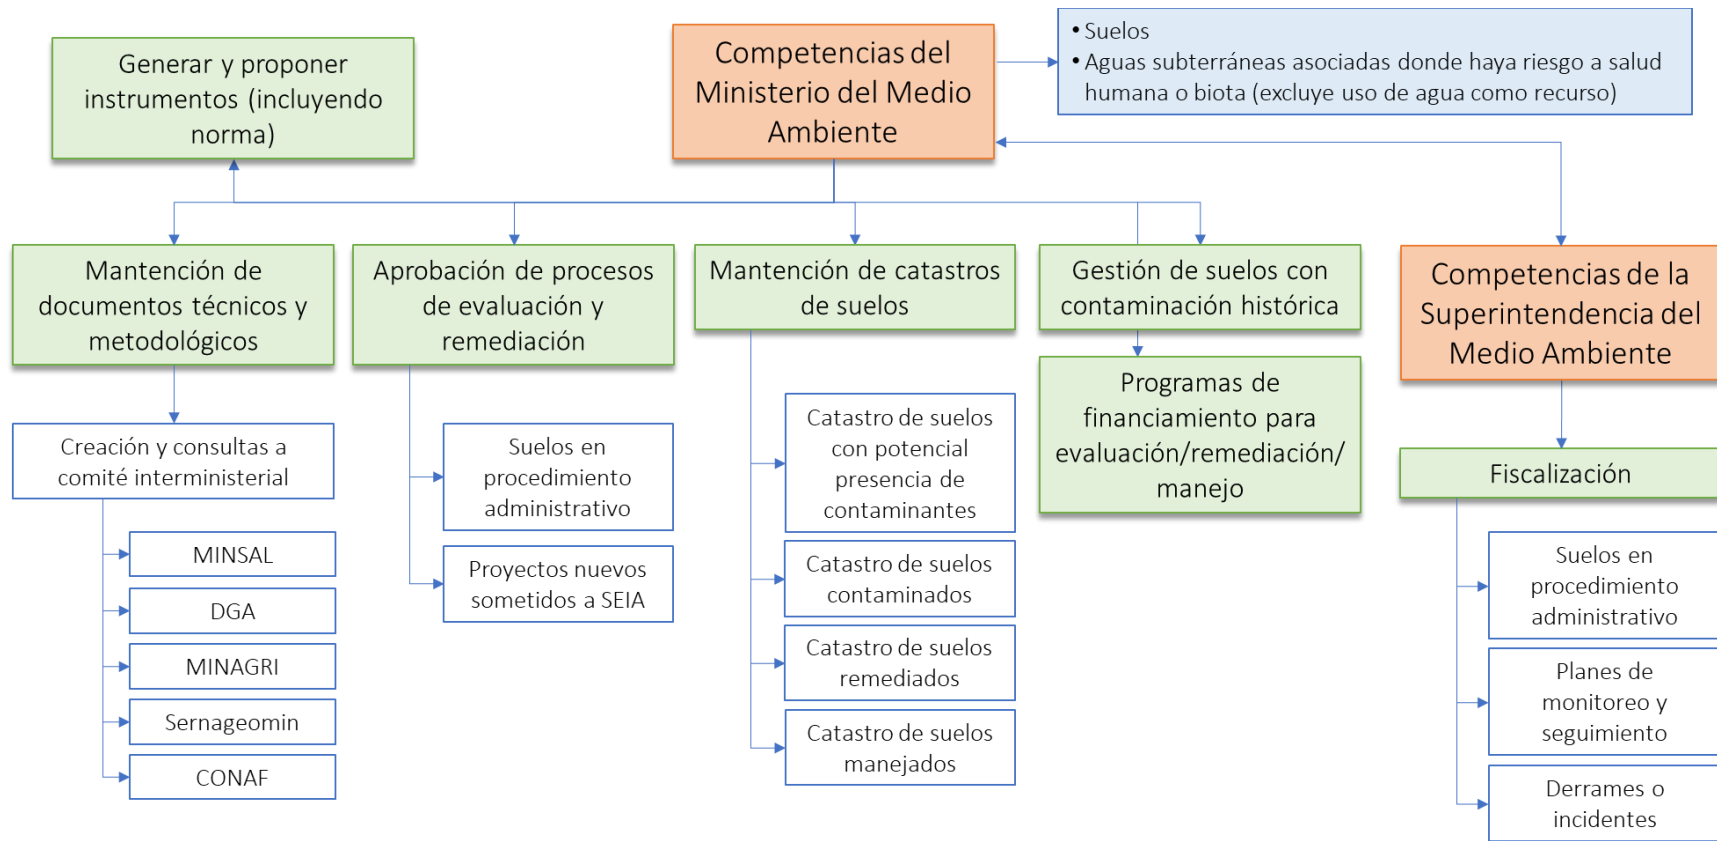 Generar y proponer
instrumentos (incluyendo
norma)
Competencias del
Ministerio del Medio
Ambiente
• Suelos
• Aguas subterráneas asociadas donde haya riesgo a salud
humana o biota (excluye uso de agua como recurso)
Mantención de
documentos técnicos y
metodológicos
Aprobación de procesos
de evaluación y
remediación
Mantención de catastros
de suelos
Gestión de suelos con
contaminación histórica
Competencias de la
Superintendencia del
Medio Ambiente
Creación y consultas a
comité interministerial
MINSAL
DGA
MINAGRI
Sernageomin
CONAF
Suelos en
procedimiento
administrativo
Proyectos nuevos
sometidos a SEIA
Catastro de suelos
con potencial
presencia de
contaminantes
Catastro de suelos
contaminados
Catastro de suelos
remediados
Catastro de suelos
manejados
Programas de
financiamiento para
evaluación/remediación/
manejo
Fiscalización
Suelos en
procedimiento
administrativo
Planes de
monitoreo y
seguimiento
Derrames o
incidentes